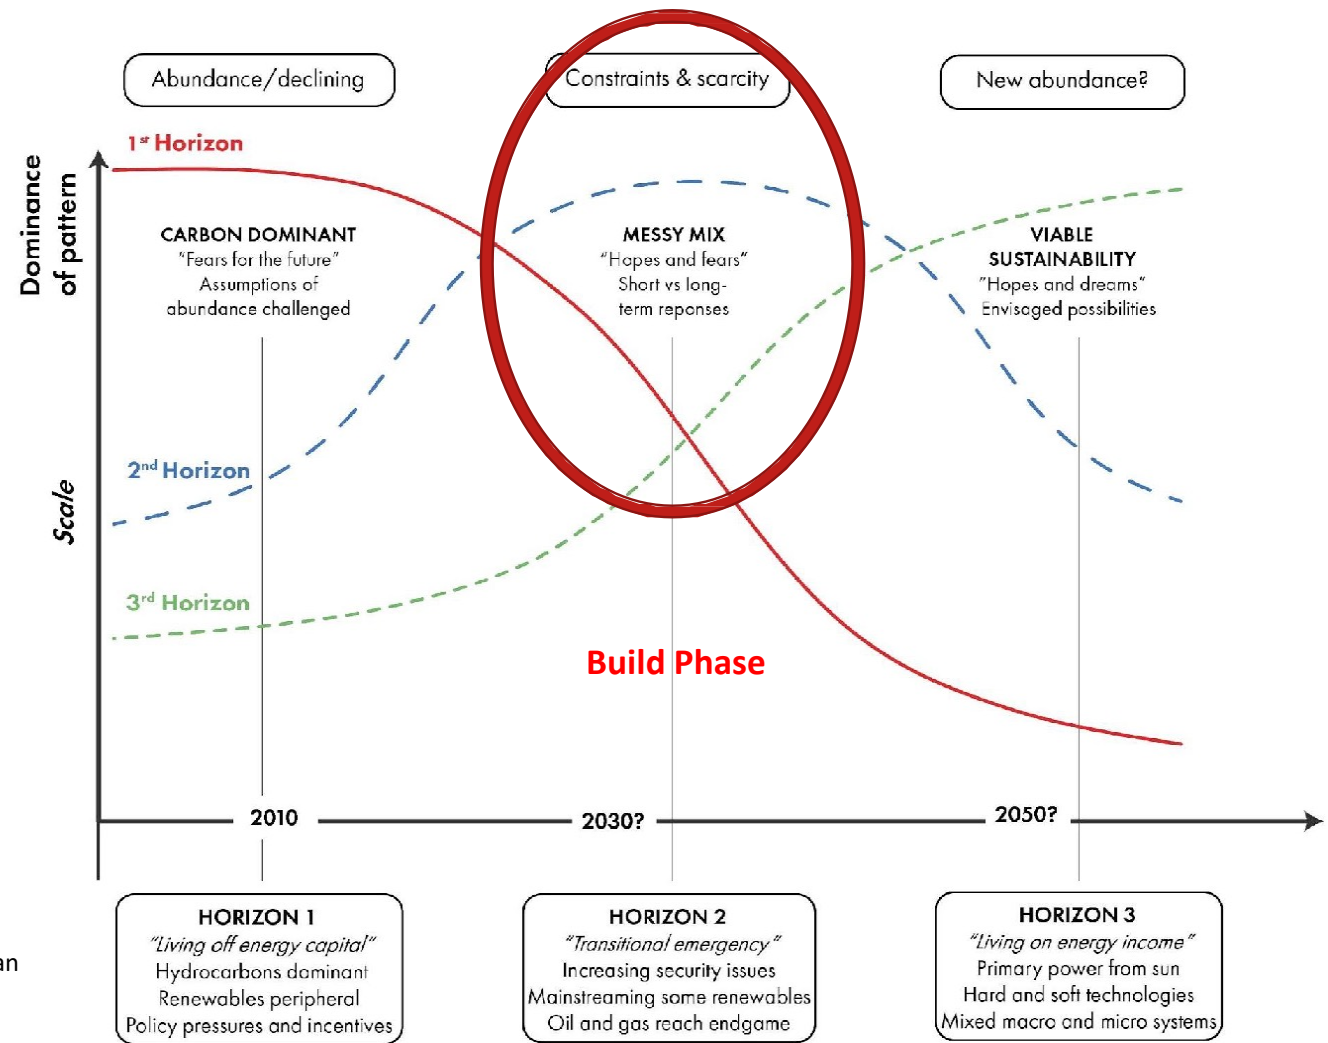 Abundance/declining
Constraints & scarcity
New abundance?
1st Horizon
Dominance
of pattern
CARBON DOMINANT
"Fears for the future"
Assumptions of
abundance challenged
MESSY MIX
"Hopes and fears"
Short vs long-
term reponses
VIABLE
SUSTAINABILITY
"Hopes and dreams"
Envisaged possibilities
2nd Horizon
Scale
3rd Horizon
Build Phase
2010
2030?
2050?
HORIZON 1
"Living off energy capital"
Hydrocarbons dominant
Renewables peripheral
Policy pressures and incentives
HORIZON 2
"Transitional emergency"
Increasing security issues
Mainstreaming some renewables
Oil and gas reach endgame
HORIZON 3
"Living on energy income"
Primary power from sun
Hard and soft technologies
Mixed macro and micro systems